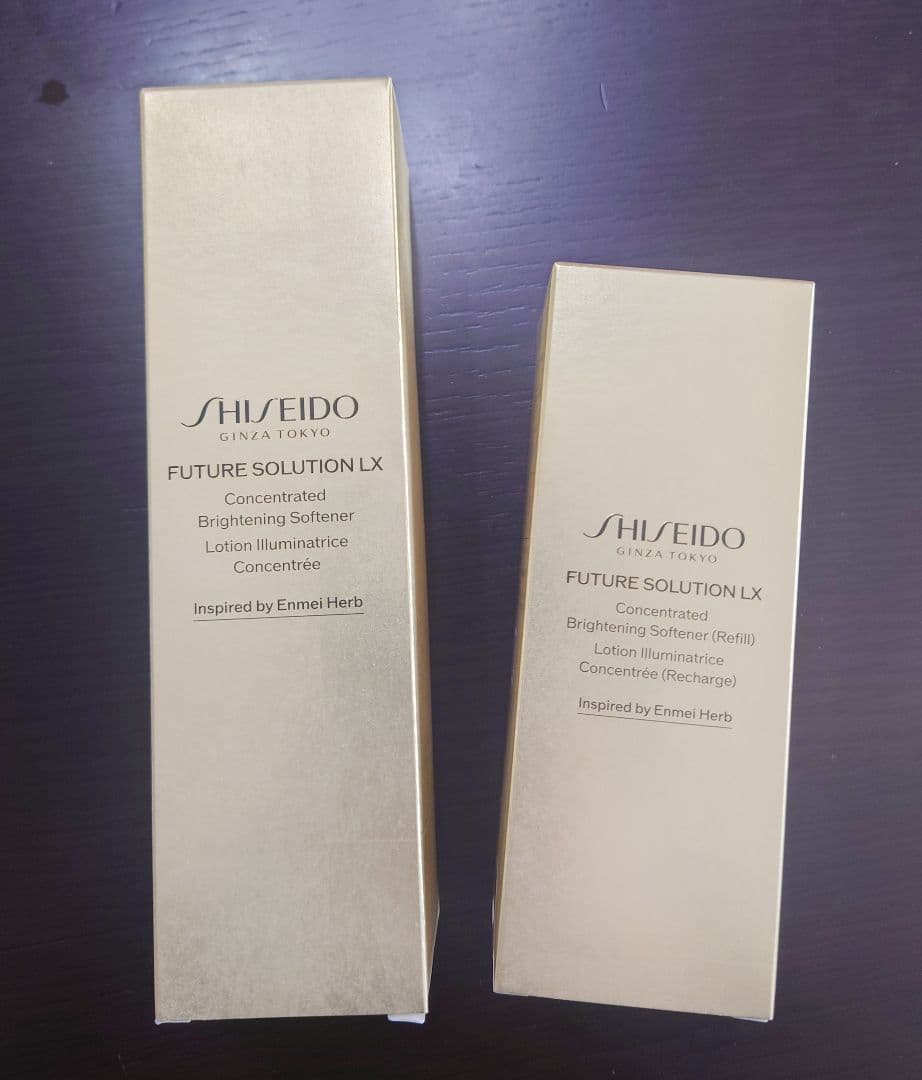 SHISEIDO
GINZA TOKYO
FUTURE SOLUTION LX
Concentrated
Brightening Softener
Lotion Illuminatrice
Concentrée
Inspired by Enmei Herb
SHISEIDO
GINZA TOKYO
FUTURE SOLUTION LX
Concentrated
Brightening Softener (Refill)
Lotion Illuminatrice
Concentrée (Recharge)
Inspired by Enmei Herb